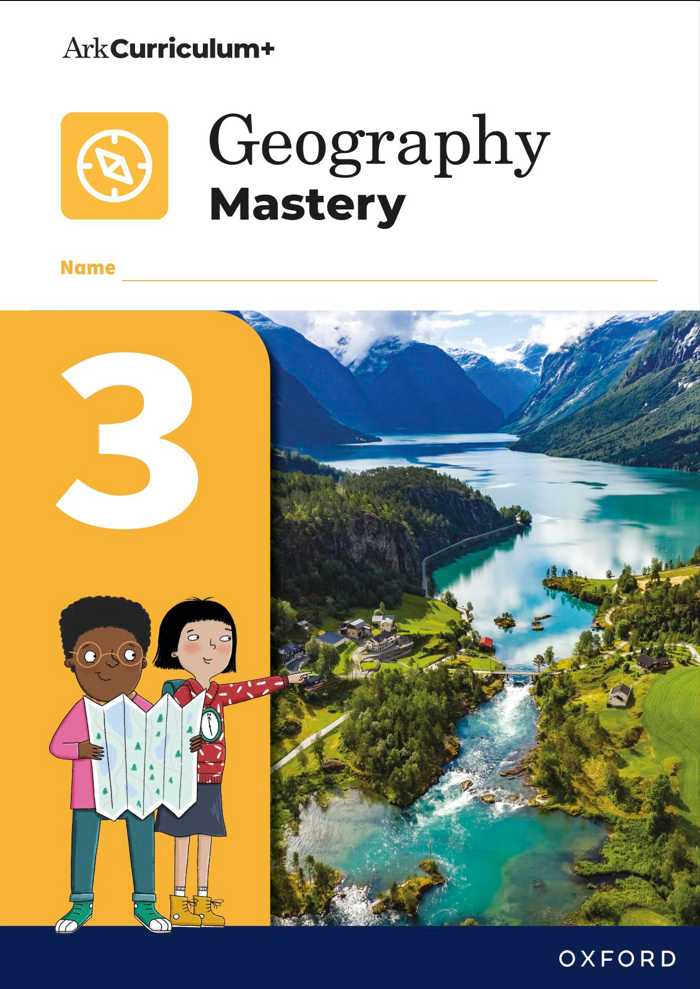 ArkCurriculum+
Geography
Mastery
Name
3
OXFORD